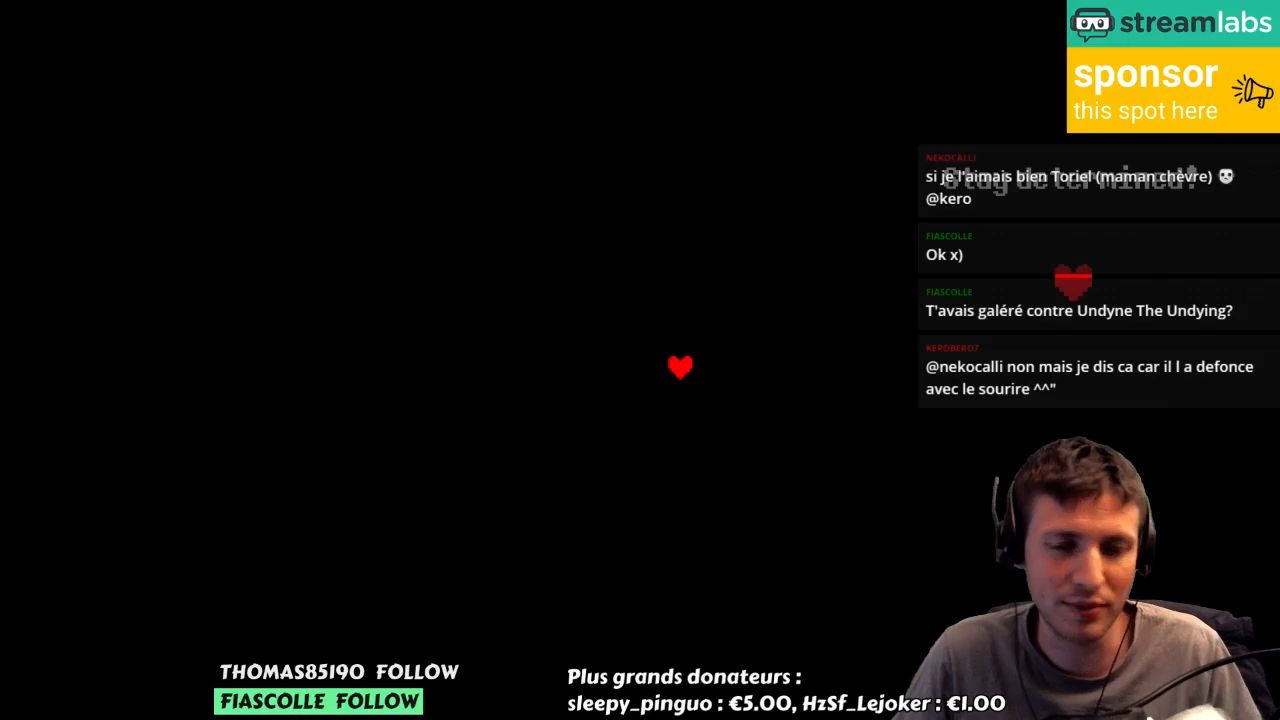 streamlabs
sponsor
this spot here
NEKOCALLI
si je l'aimais bien Toriel (maman chèvre) 💀
@kero
Stay determined!
FIASCOLLE
Ok x)
FIASCOLLE
T'avais galéré contre Undyne The Undying?
KEROBERO7
@nekocalli non mais je dis ca car il l a defonce
avec le sourire ^^"
THOMAS85190 FOLLOW
FIASCOLLE FOLLOW
Plus grands donateurs :
sleepy_pinguo : €5.00, HzSf_Lejoker : €1.00